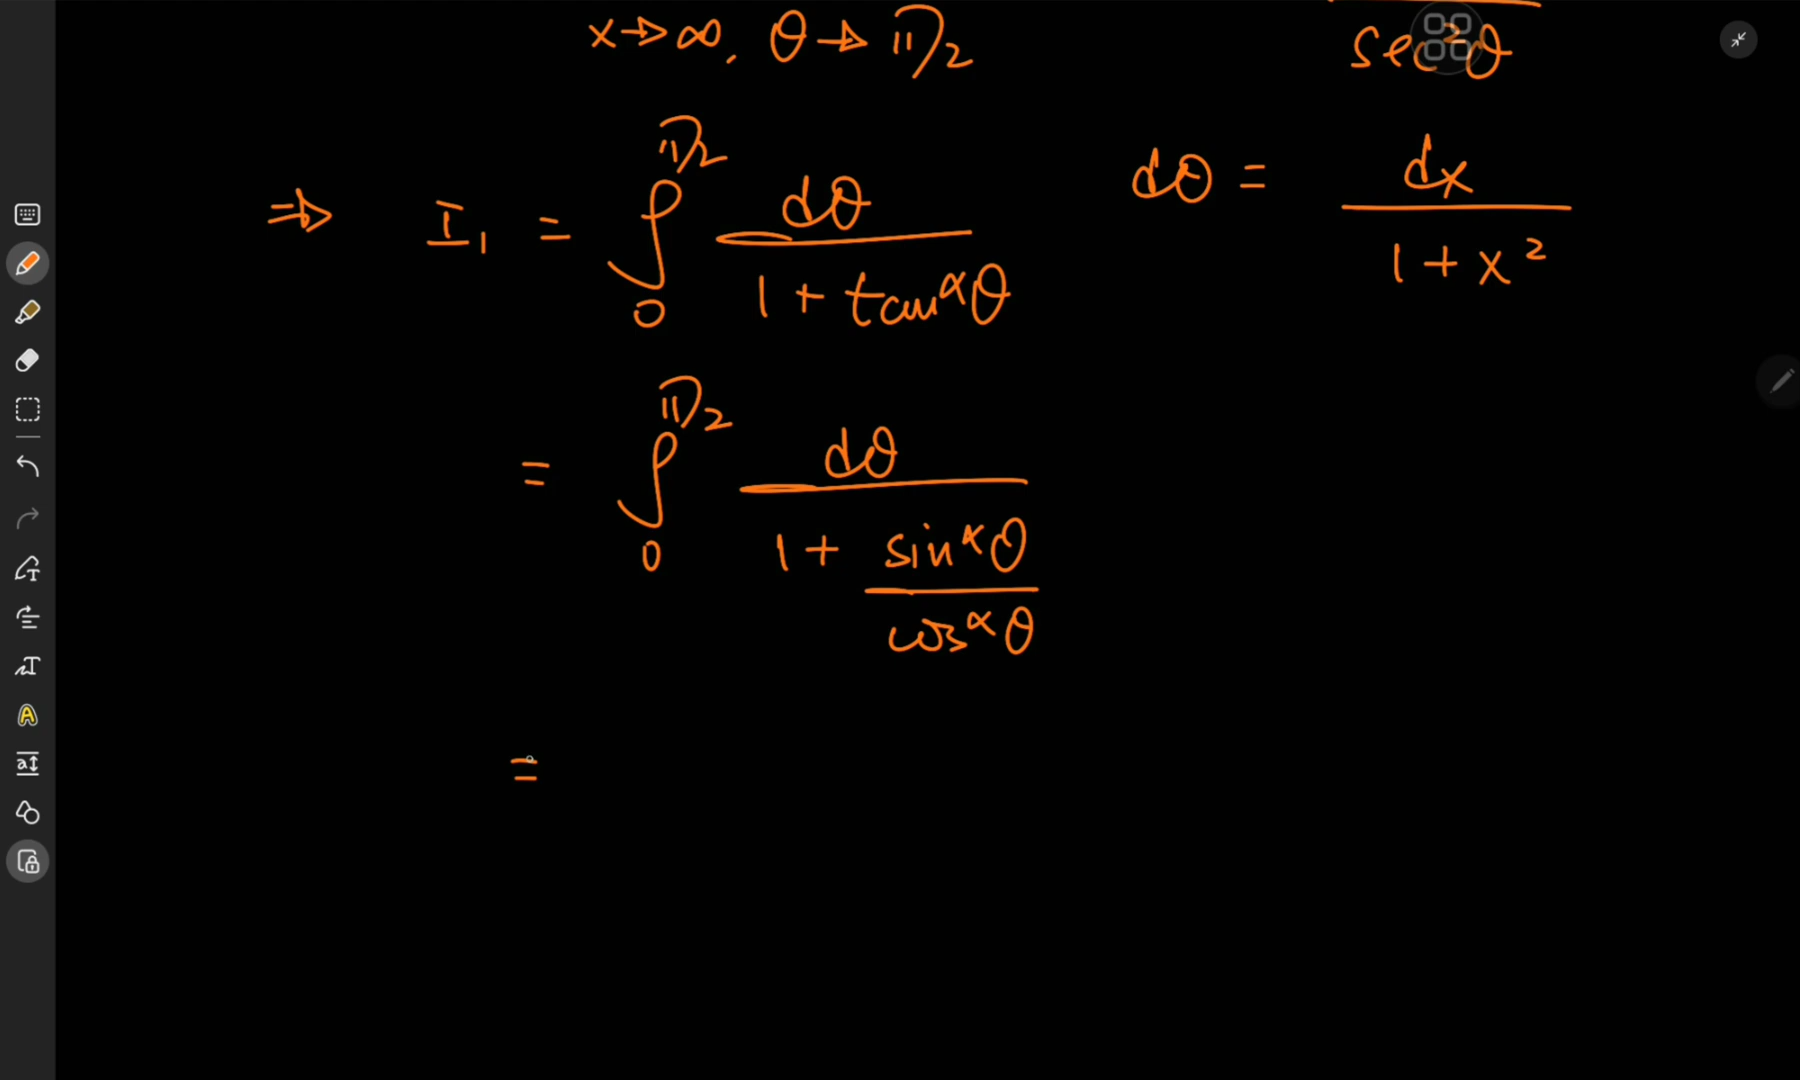 x → ∞, θ → π/2
sec²θ
⇒ I₁ = ∫₀^{π/2} dθ / (1 + tan^α θ)
dθ = dx / (1 + x²)
= ∫₀^{π/2} dθ / (1 + sin^α θ / cos^α θ)
=